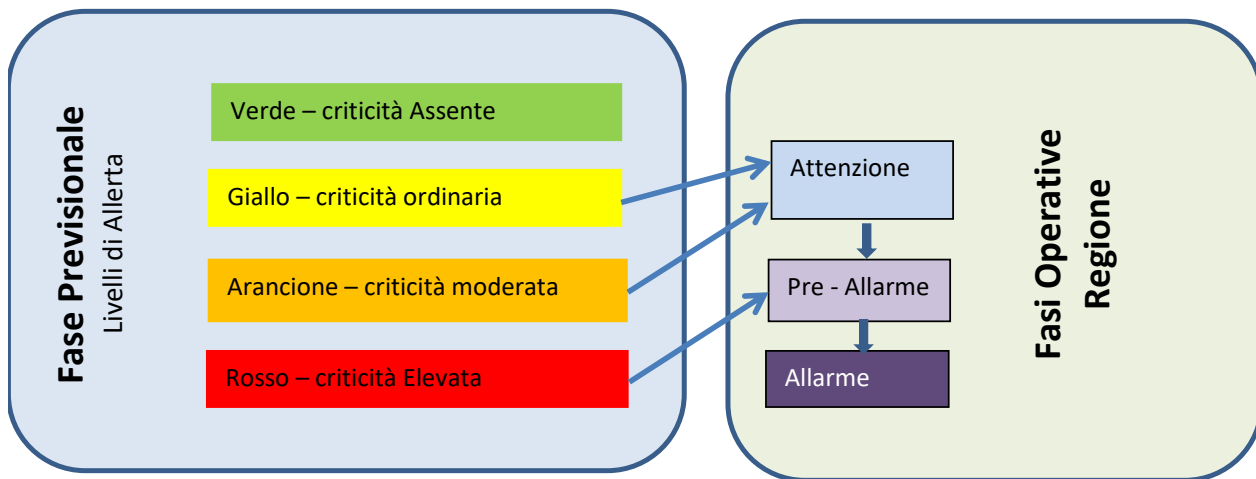 Fase Previsionale
Livelli di Allerta
Verde – criticità Assente
Giallo – criticità ordinaria
Arancione – criticità moderata
Rosso – criticità Elevata
Attenzione
Pre - Allarme
Allarme
Fasi Operative
Regione